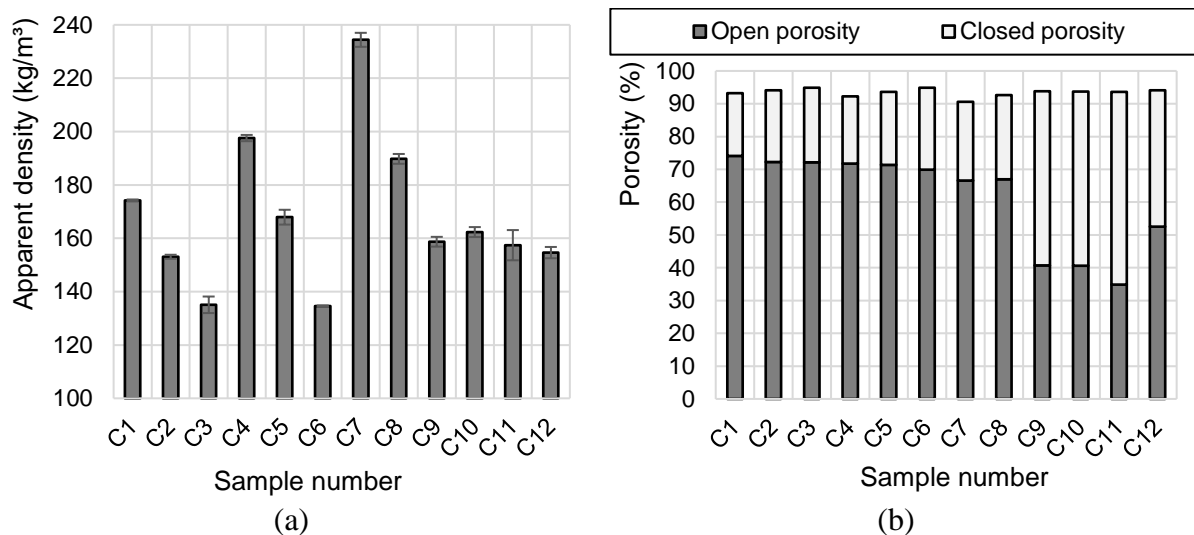 Apparent density (kg/m³)
240
220
200
180
160
140
120
100
C1 C2 C3 C4 C5 C6 C7 C8 C9 C10 C11 C12
Sample number
(a)
Open porosity Closed porosity
Porosity (%)
100
90
80
70
60
50
40
30
20
10
0
C1 C2 C3 C4 C5 C6 C7 C8 C9 C10 C11 C12
Sample number
(b)